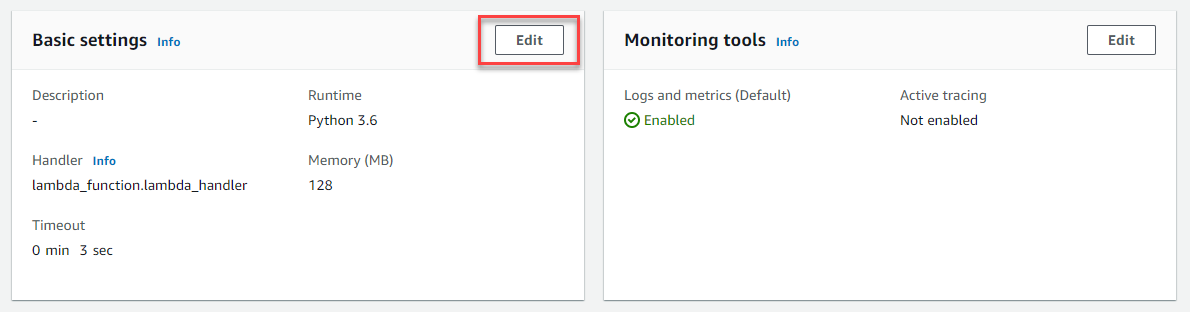 Basic settings Info Edit
Description Runtime
- Python 3.6
Handler Info Memory (MB)
lambda_function.lambda_handler 128
Timeout
0 min 3 sec
Monitoring tools Info Edit
Logs and metrics (Default) Active tracing
Enabled Not enabled